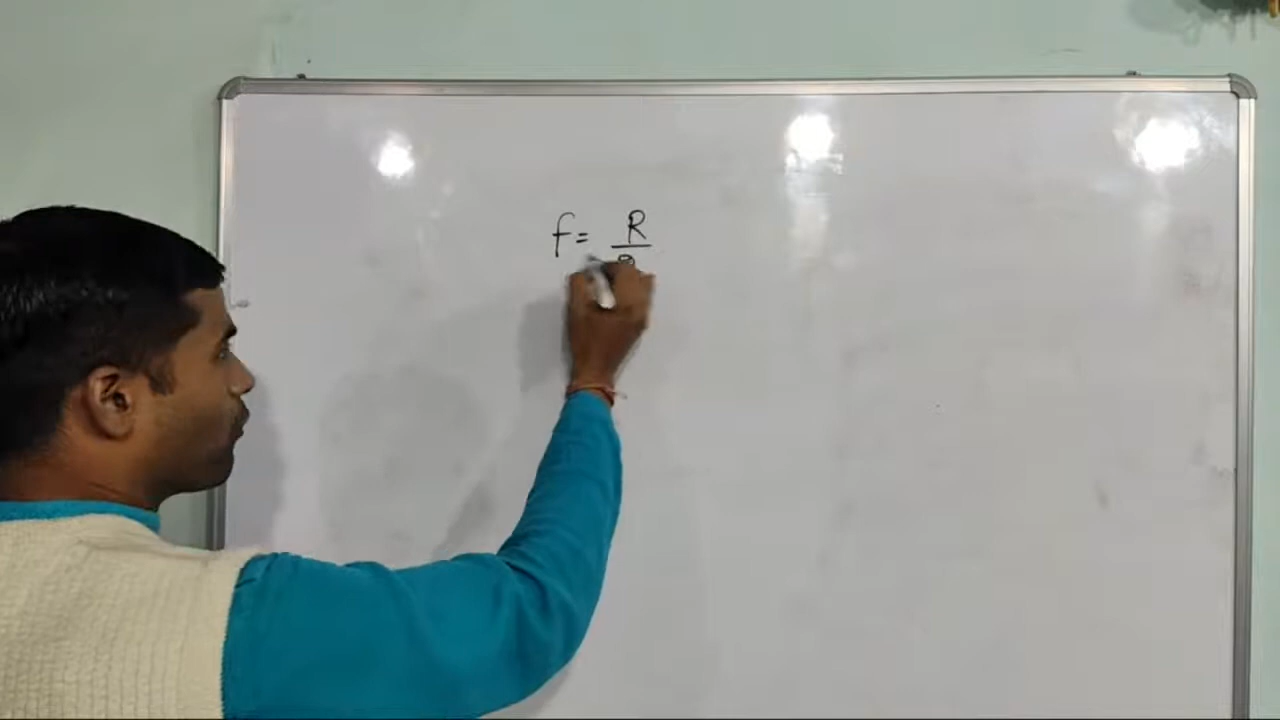 f = R